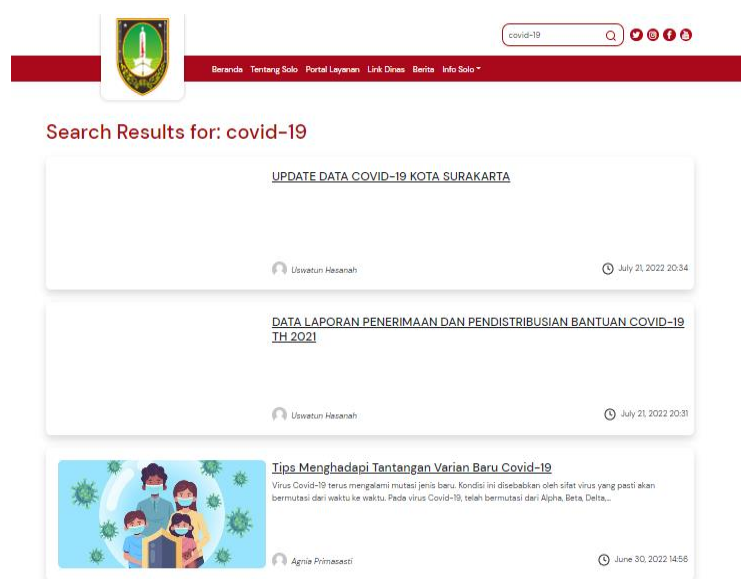 covid-19
Beranda Tentang Solo Portal Layanan Link Dinas Berita Info Solo
Search Results for: covid-19
UPDATE DATA COVID-19 KOTA SURAKARTA
Uswatun Hasanah
July 21, 2022 20:34
DATA LAPORAN PENERIMAAN DAN PENDISTRIBUSIAN BANTUAN COVID-19
TH 2021
Uswatun Hasanah
July 21, 2022 20:31
Tips Menghadapi Tantangan Varian Baru Covid-19
Virus Covid-19 terus mengalami mutasi jenis baru. Kondisi ini disebabkan oleh sifat virus yang pasti akan
bermutasi dari waktu ke waktu. Pada virus Covid-19, telah bermutasi dari Alpha, Beta, Delta,...
Agnia Primasasti
June 30, 2022 14:56